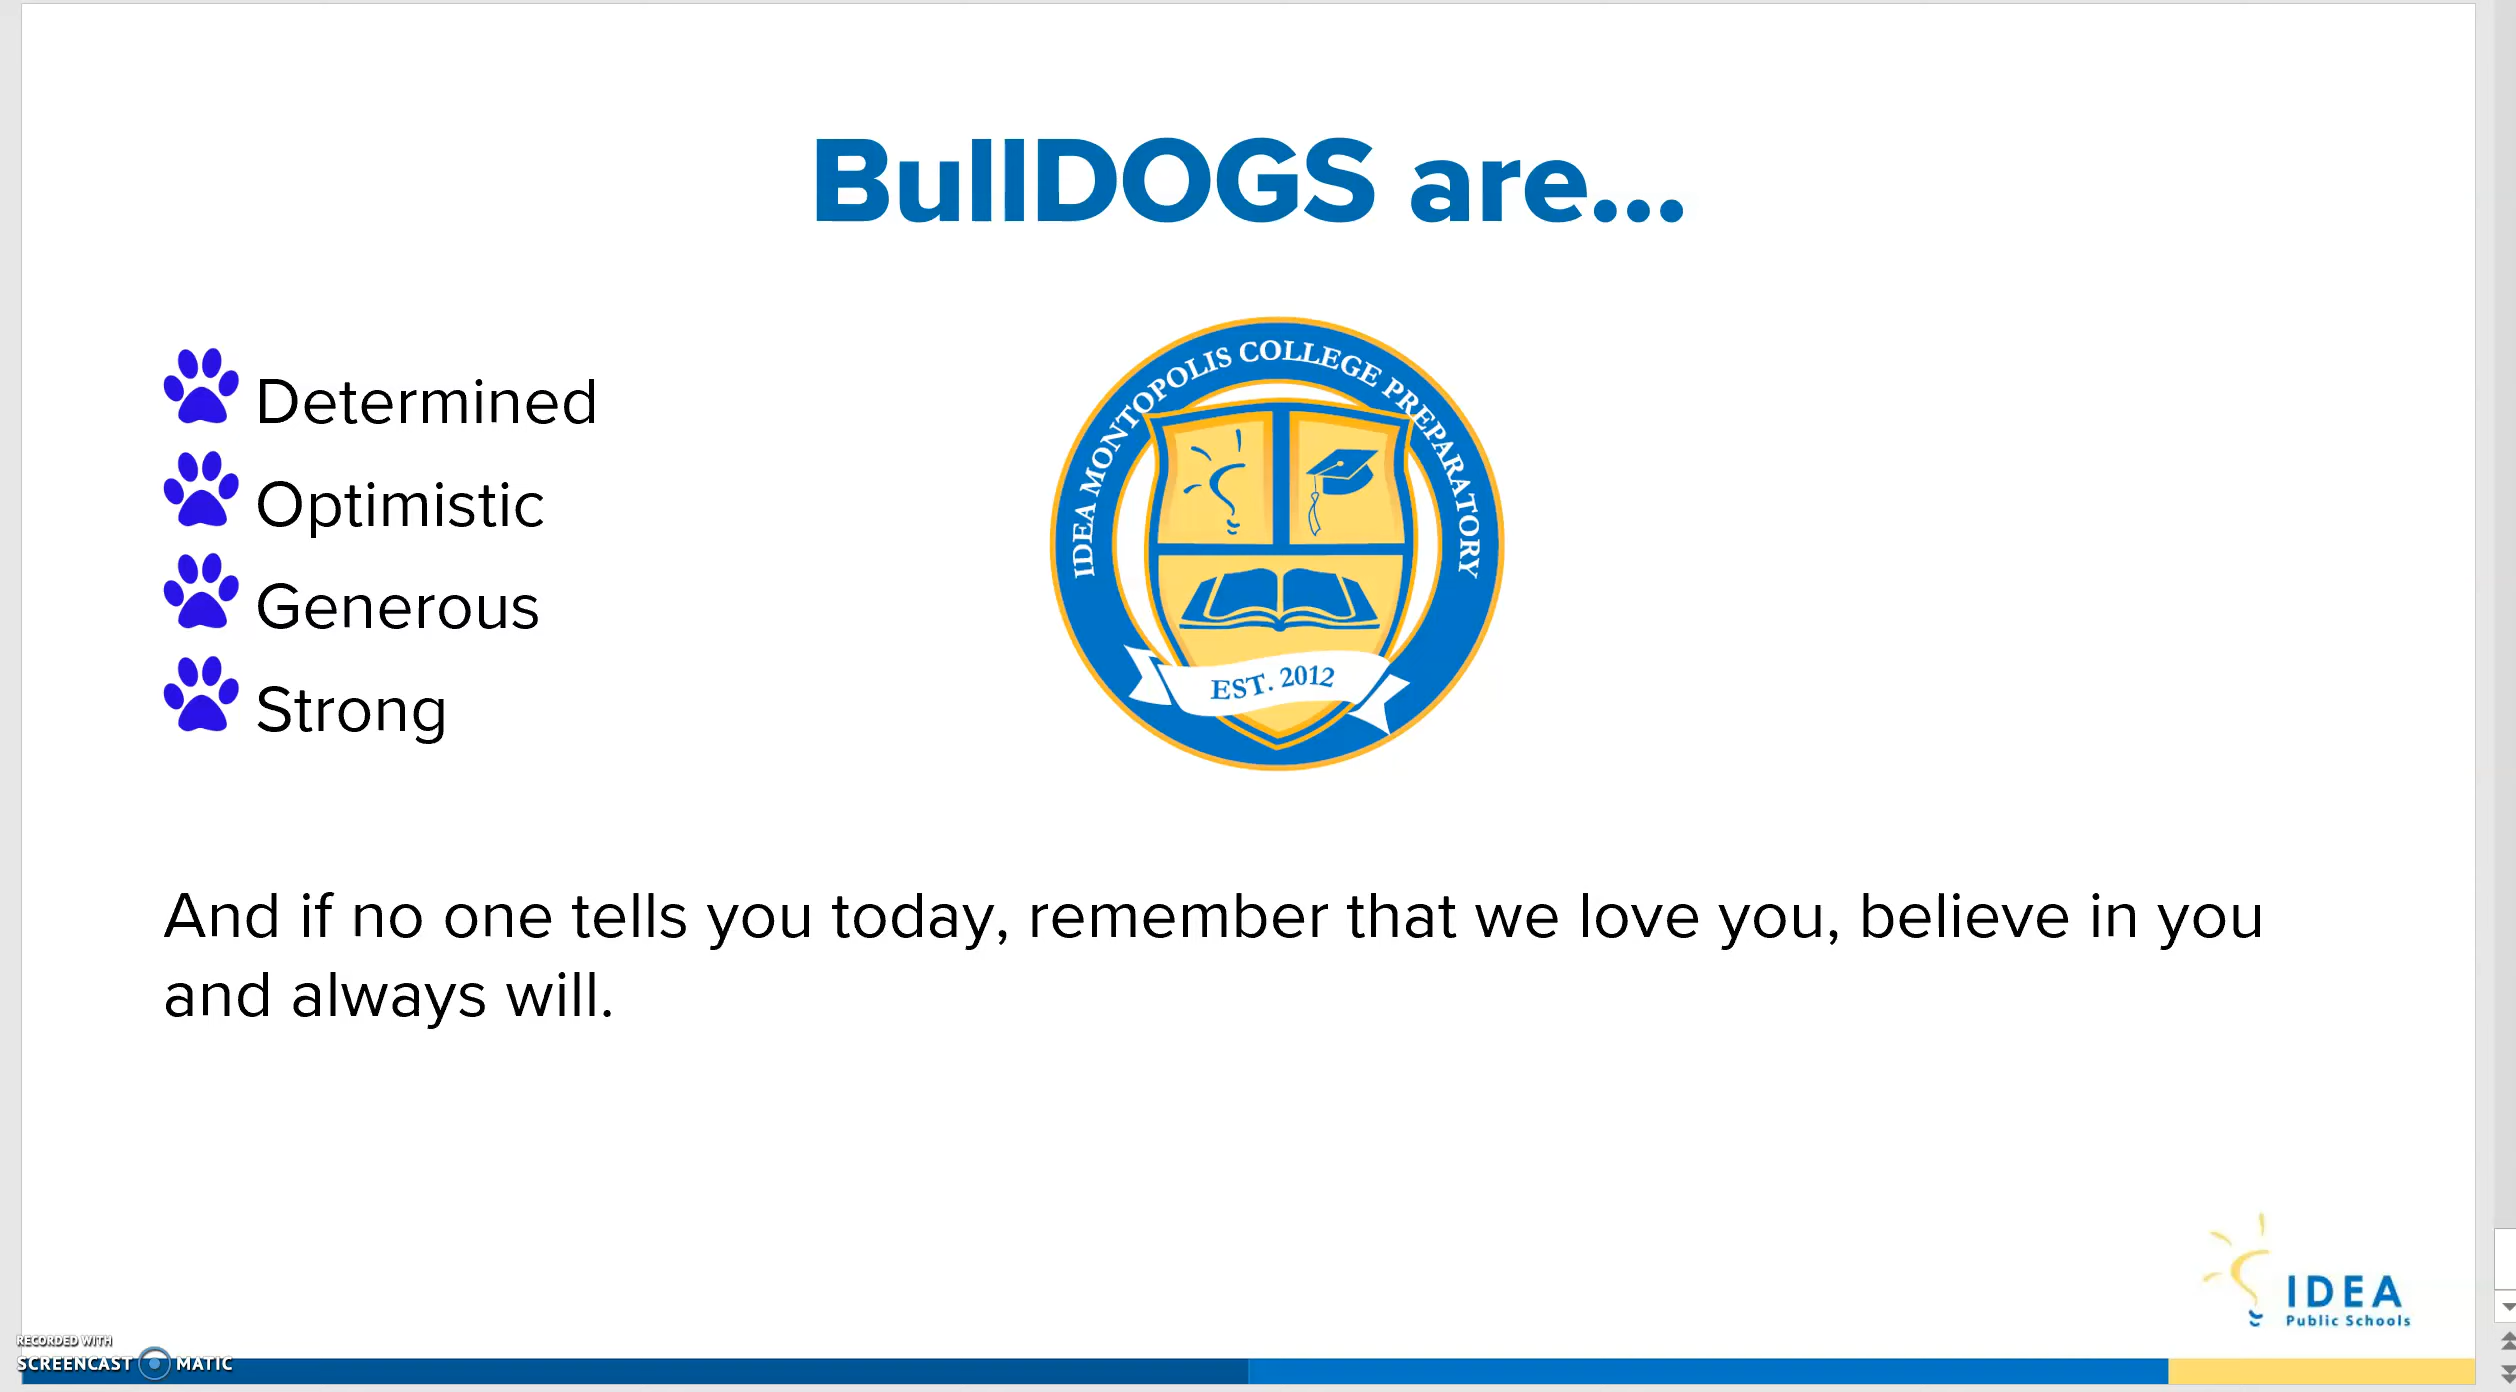 BullDOGS are...
Determined
Optimistic
Generous
Strong
IDEA MONTOPOLIS COLLEGE PREPARATORY
EST. 2012
And if no one tells you today, remember that we love you, believe in you
and always will.
IDEA
Public Schools
RECORDED WITH
SCREENCAST MATIC